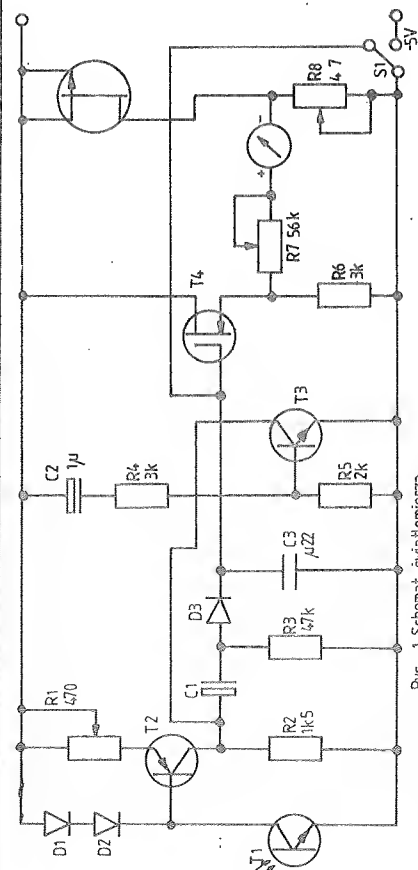 D1
D2
R1
470
T2
T1
R2
1k5
C1
R3
47k
D3
C3
μ22
C2
1μ
R4
3k
R5
2k
T3
T4
R7 56k
R6
3k
+
-
R8
4 7
S1
-5V
Rys. 1 Schemat światłomierza